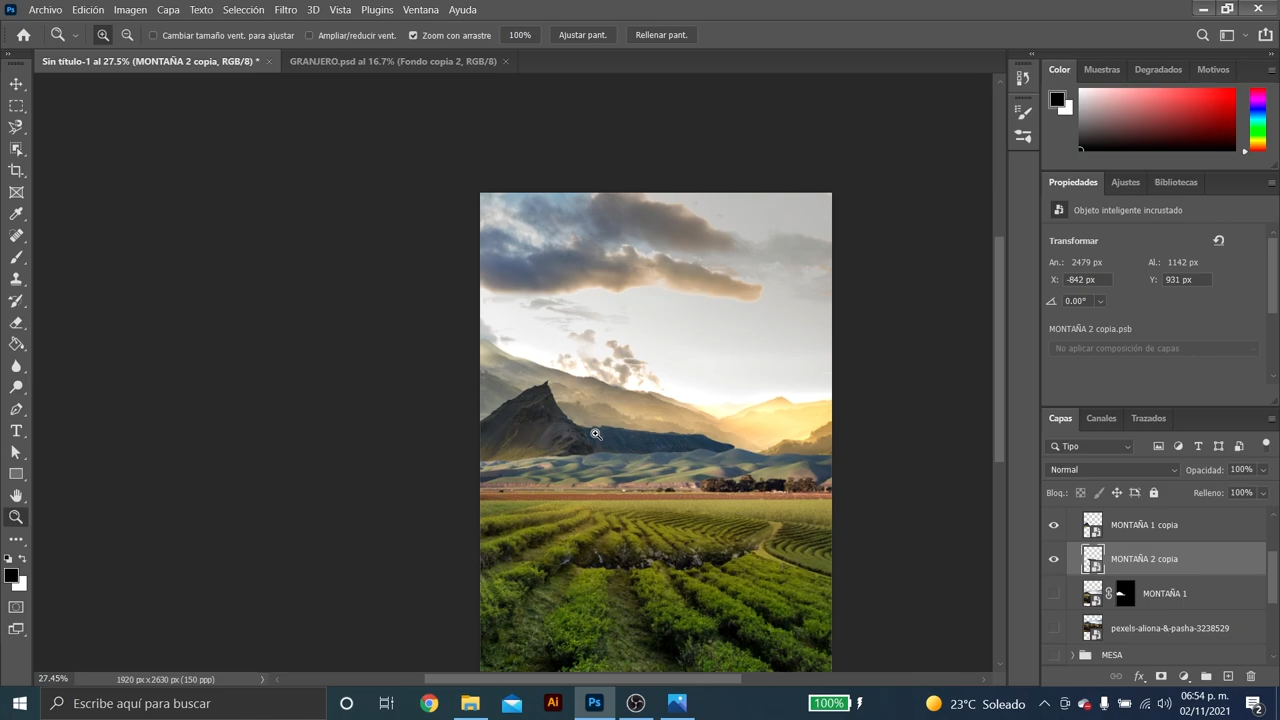 Ps Archivo Edición Imagen Capa Texto Selección Filtro 3D Vista Plugins Ventana Ayuda
Cambiar tamaño vent. para ajustar Ampliar/reducir vent. Zoom con arrastre 100% Ajustar pant. Rellenar pant.
Sin título-1 al 27.5% (MONTAÑA 2 copia, RGB/8) * × GRANJERO.psd al 16.7% (Fondo copia 2, RGB/8) ×
Color Muestras Degradados Motivos
Propiedades Ajustes Bibliotecas
Objeto inteligente incrustado
Transformar
An.: 2479 px Al.: 1142 px
X: -842 px Y: 931 px
0.00°
MONTAÑA 2 copia.psb
No aplicar composición de capas
Capas Canales Trazados
Tipo
Normal Opacidad: 100%
Bloq.: Relleno: 100%
MONTAÑA 1 copia
MONTAÑA 2 copia
MONTAÑA 1
pexels-aliona-&-pasha-3238529
MESA
fx
27.45% 1920 px x 2630 px (150 ppp)
Escribe aquí para buscar
Ai Ps 100% 23°C Soleado 06:54 p. m.
02/11/2021 2